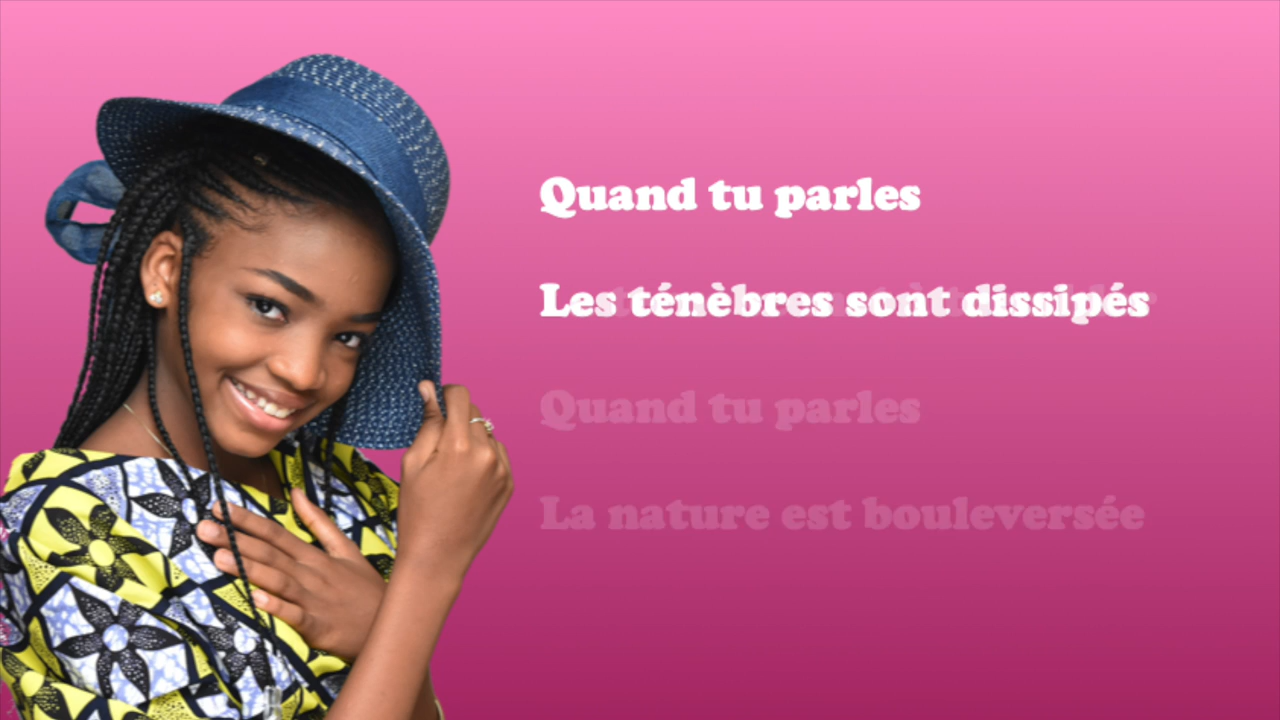 Quand tu parles
Les ténèbres sont dissipés
Quand tu parles
La nature est bouleversée